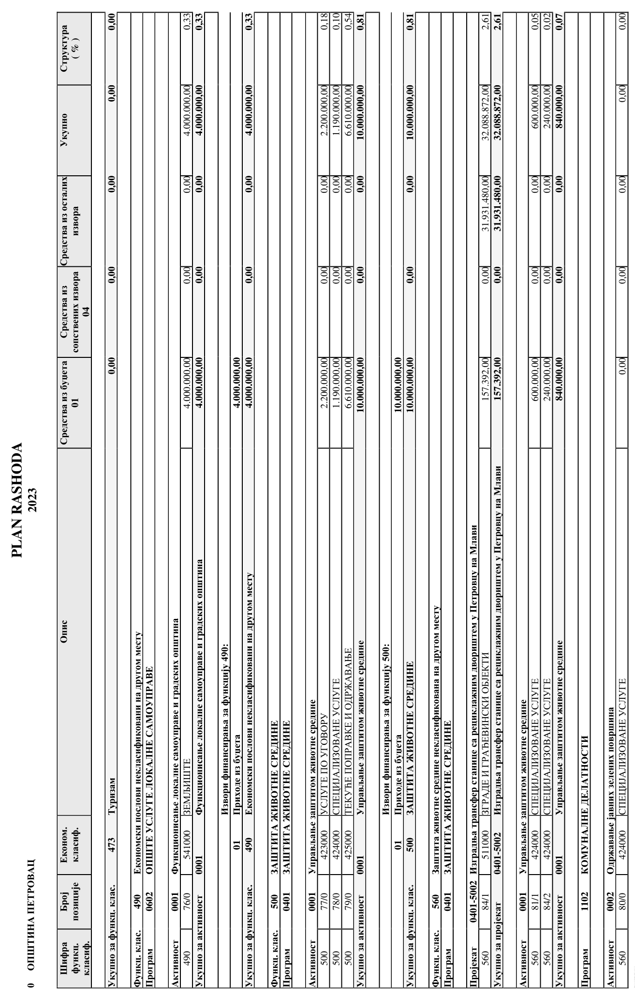 PLAN RASHODA
2023
0 ОПШТИНА ПЕТРОВАЦ
Шифра функц. класиф. Број позиције Економ. класиф. Опис Средства из буџета 01 Средства из сопствених извора 04 Средства из осталих извора Укупно Структура ( % )
Укупно за функц. клас. 473 Туризам 0,00 0,00 0,00 0,00 0,00
Функц. клас. 490 Економски послови некласификовани на другом месту
Програм 0602 ОПШТЕ УСЛУГЕ ЛОКАЛНЕ САМОУПРАВЕ
Активност 0001 Функционисање локалне самоуправе и градских општина
490 76/0 541000 ЗЕМЉИШТЕ 4.000.000,00 0,00 0,00 4.000.000,00 0,33
Укупно за активност 0001 Функционисање локалне самоуправе и градских општина 4.000.000,00 0,00 0,00 4.000.000,00 0,33
Извори финансирања за функцију 490:
01 Приходе из буџета 4.000.000,00
Укупно за функц. клас. 490 Економски послови некласификовани на другом месту 4.000.000,00 0,00 0,00 4.000.000,00 0,33
Функц. клас. 500 ЗАШТИТА ЖИВОТНЕ СРЕДИНЕ
Програм 0401 ЗАШТИТА ЖИВОТНЕ СРЕДИНЕ
Активност 0001 Управљање заштитом животне средине
500 77/0 423000 УСЛУГЕ ПО УГОВОРУ 2.200.000,00 0,00 0,00 2.200.000,00 0,18
500 78/0 424000 СПЕЦИЈАЛИЗОВАНЕ УСЛУГЕ 1.190.000,00 0,00 0,00 1.190.000,00 0,10
500 79/0 425000 ТЕКУЋЕ ПОПРАВКЕ И ОДРЖАВАЊЕ 6.610.000,00 0,00 0,00 6.610.000,00 0,54
Укупно за активност 0001 Управљање заштитом животне средине 10.000.000,00 0,00 0,00 10.000.000,00 0,81
Извори финансирања за функцију 500:
01 Приходе из буџета 10.000.000,00
Укупно за функц. клас. 500 ЗАШТИТА ЖИВОТНЕ СРЕДИНЕ 10.000.000,00 0,00 0,00 10.000.000,00 0,81
Функц. клас. 560 Заштита животне средине некласификована на другом месту
Програм 0401 ЗАШТИТА ЖИВОТНЕ СРЕДИНЕ
Пројекат 0401-5002 Изградња трансфер станице са рециклажним двориштем у Петровцу на Млави
560 84/1 511000 ЗГРАДЕ И ГРАЂЕВИНСКИ ОБЈЕКТИ 157.392,00 0,00 31.931.480,00 32.088.872,00 2,61
Укупно за пројекат 0401-5002 Изградња трансфер станице са рециклажним двориштем у Петровцу на Млави 157.392,00 0,00 31.931.480,00 32.088.872,00 2,61
Активност 0001 Управљање заштитом животне средине
560 81/1 424000 СПЕЦИЈАЛИЗОВАНЕ УСЛУГЕ 600.000,00 0,00 0,00 600.000,00 0,05
560 84/2 424000 СПЕЦИЈАЛИЗОВАНЕ УСЛУГЕ 240.000,00 0,00 0,00 240.000,00 0,02
Укупно за активност 0001 Управљање заштитом животне средине 840.000,00 0,00 0,00 840.000,00 0,07
Програм 1102 КОМУНАЛНЕ ДЕЛАТНОСТИ
Активност 0002 Одржавање јавних зелених површина
560 80/0 424000 СПЕЦИЈАЛИЗОВАНЕ УСЛУГЕ 0,00 0,00 0,00 0,00 0,00